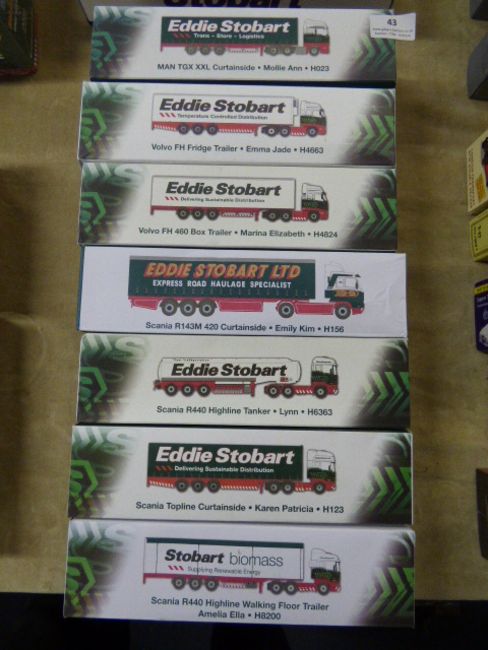 43
Eddie Stobart
Trans - Store - Logistics
MAN TGX XXL Curtainside • Mollie Ann • H023
Eddie Stobart
Temperature Controlled Distribution
Volvo FH Fridge Trailer • Emma Jade • H4663
Eddie Stobart
Delivering Sustainable Distribution
Volvo FH 460 Box Trailer • Marina Elizabeth • H4824
EDDIE STOBART LTD
EXPRESS ROAD HAULAGE SPECIALIST
Scania R143M 420 Curtainside • Emily Kim • H156
Eddie Stobart
Scania R440 Highline Tanker • Lynn • H6363
Eddie Stobart
Delivering Sustainable Distribution
Scania Topline Curtainside • Karen Patricia • H123
Stobart biomass
Supplying Renewable Energy
Scania R440 Highline Walking Floor Trailer
Amelia Ella • H8200